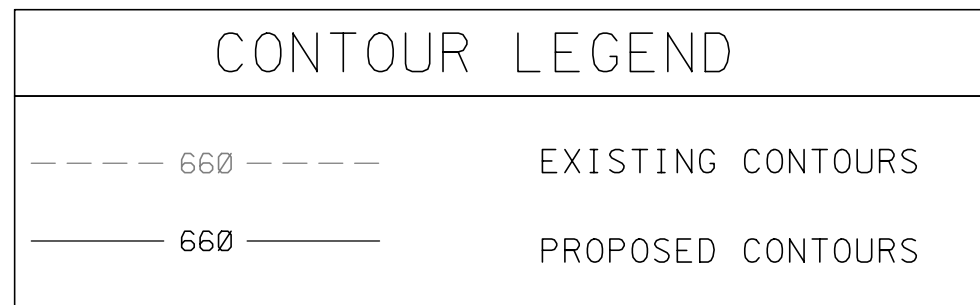 CONTOUR LEGEND
660 EXISTING CONTOURS
660 PROPOSED CONTOURS